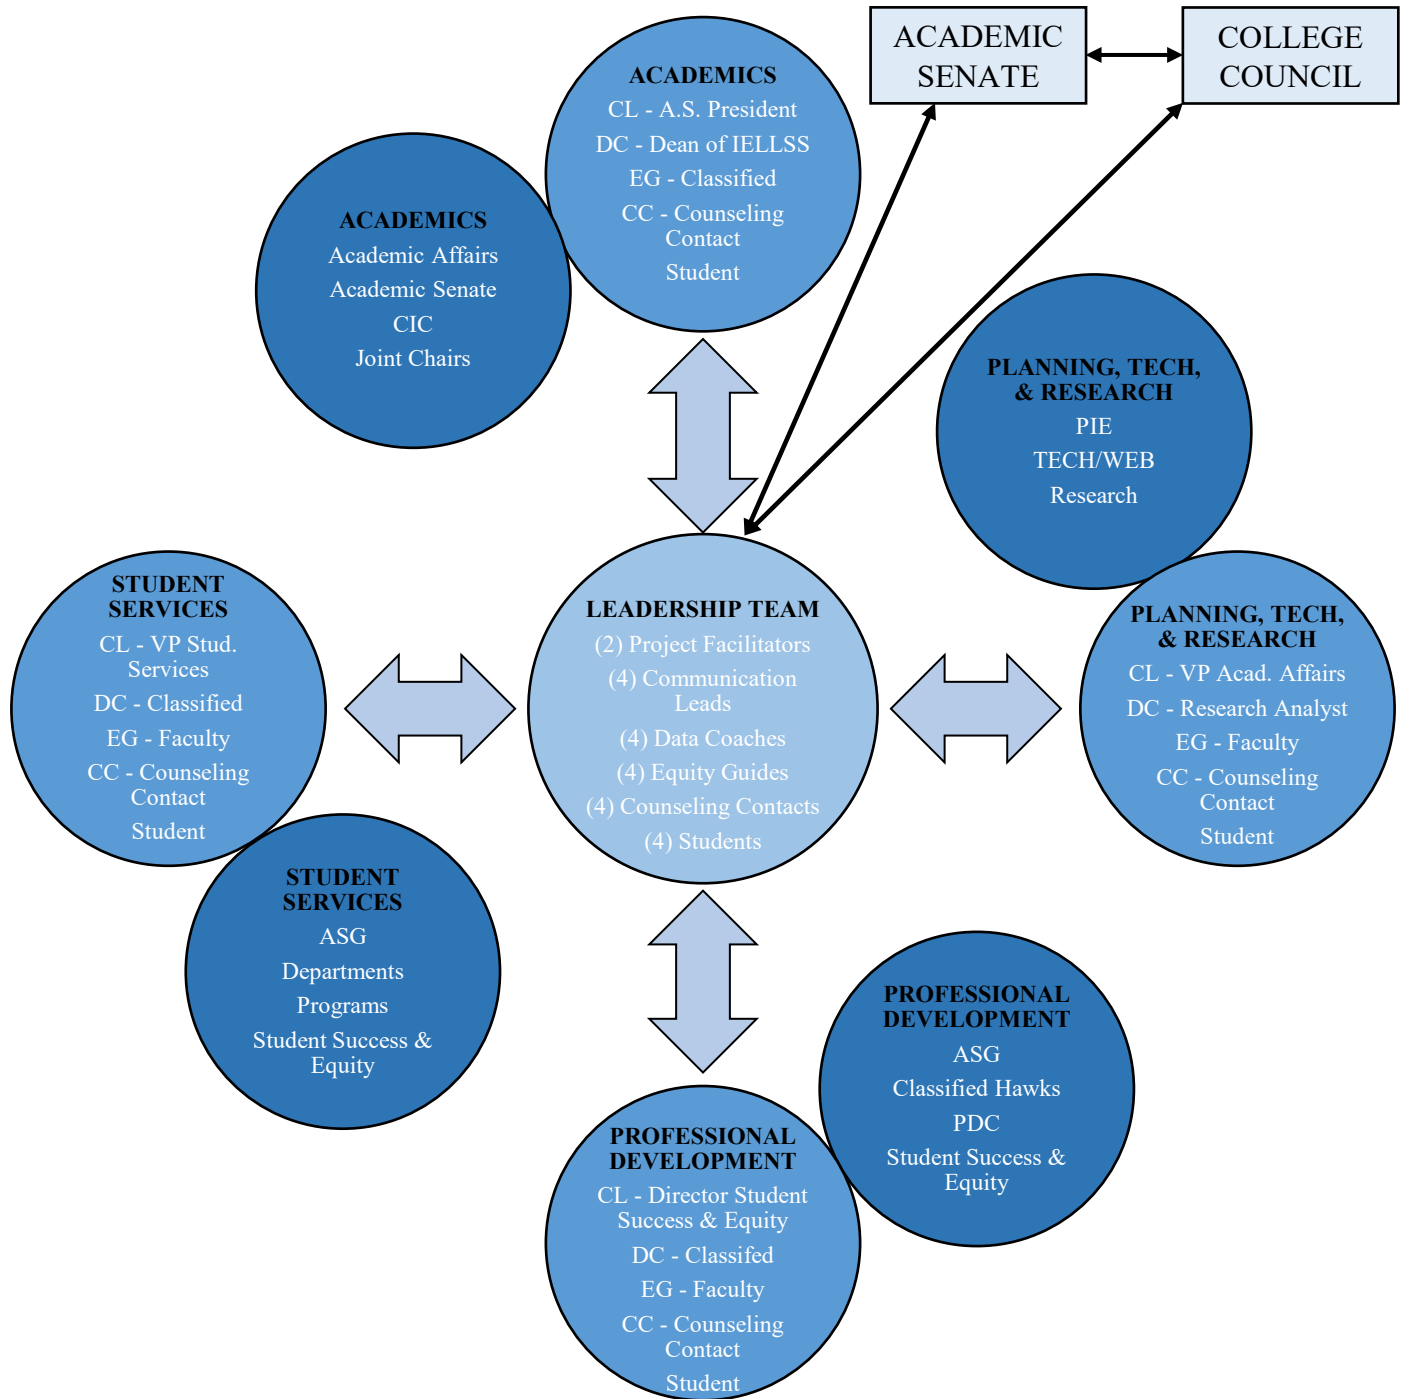 ACADEMIC
SENATE
COLLEGE
COUNCIL
ACADEMICS
CL - A.S. President
DC - Dean of IELLSS
EG - Classified
CC - Counseling
Contact
Student
ACADEMICS
Academic Affairs
Academic Senate
CIC
Joint Chairs
PLANNING, TECH,
& RESEARCH
PIE
TECH/WEB
Research
STUDENT
SERVICES
CL - VP Stud.
Services
DC - Classified
EG - Faculty
CC - Counseling
Contact
Student
LEADERSHIP TEAM
(2) Project Facilitators
(4) Communication
Leads
(4) Data Coaches
(4) Equity Guides
(4) Counseling Contacts
(4) Students
PLANNING, TECH,
& RESEARCH
CL - VP Acad. Affairs
DC - Research Analyst
EG - Faculty
CC - Counseling
Contact
Student
STUDENT
SERVICES
ASG
Departments
Programs
Student Success &
Equity
PROFESSIONAL
DEVELOPMENT
ASG
Classified Hawks
PDC
Student Success &
Equity
PROFESSIONAL
DEVELOPMENT
CL - Director Student
Success & Equity
DC - Classifed
EG - Faculty
CC - Counseling
Contact
Student